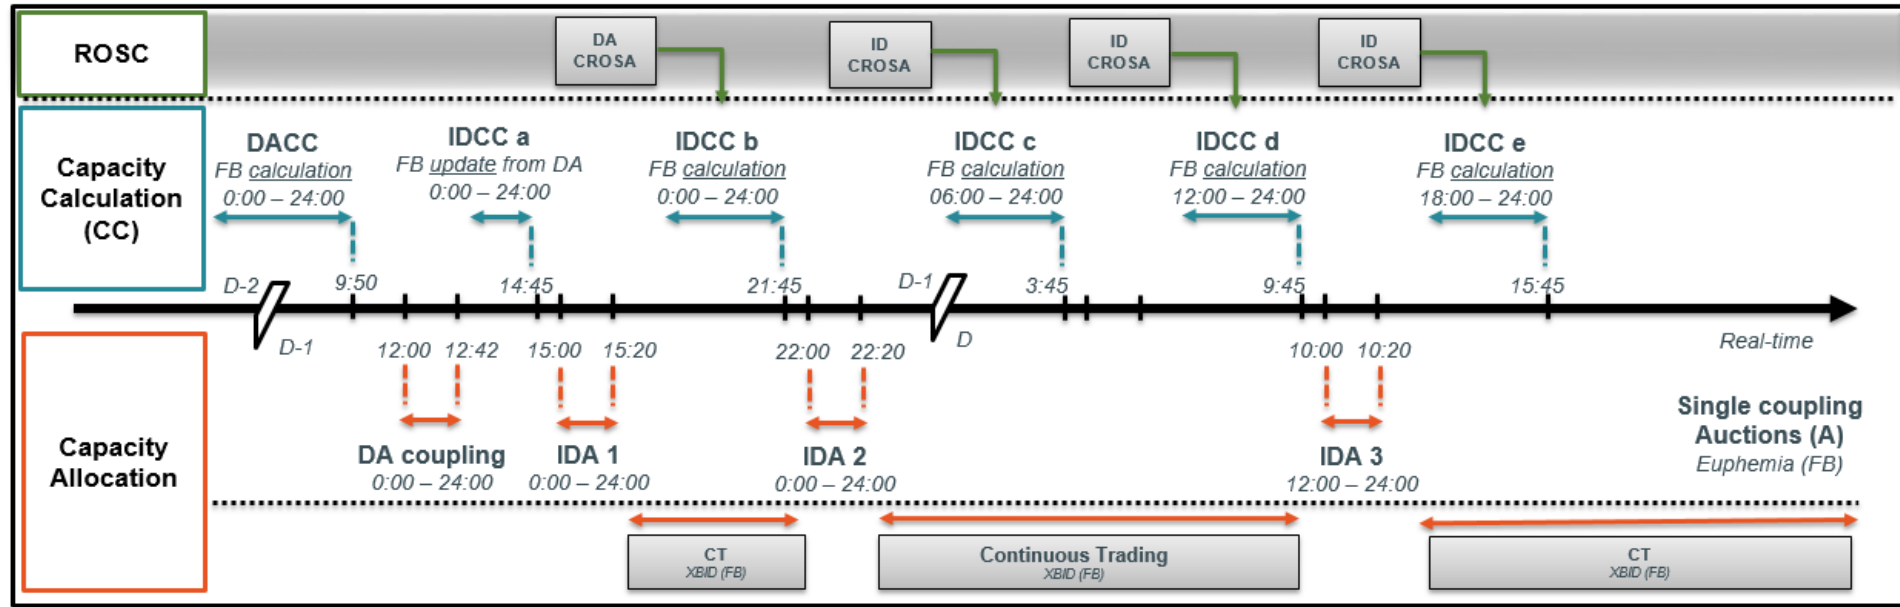 ROSC
DA
CROSA
ID
CROSA
ID
CROSA
ID
CROSA
Capacity
Calculation
(CC)
DACC
FB calculation
0:00 – 24:00
IDCC a
FB update from DA
0:00 – 24:00
IDCC b
FB calculation
0:00 – 24:00
IDCC c
FB calculation
06:00 – 24:00
IDCC d
FB calculation
12:00 – 24:00
IDCC e
FB calculation
18:00 – 24:00
D-2
9:50
14:45
21:45
D-1
3:45
9:45
15:45
D-1
12:00
12:42
15:00
15:20
22:00
22:20
D
10:00
10:20
Real-time
Capacity
Allocation
DA coupling
0:00 – 24:00
IDA 1
0:00 – 24:00
IDA 2
0:00 – 24:00
IDA 3
12:00 – 24:00
Single coupling
Auctions (A)
Euphemia (FB)
CT
XBID (FB)
Continuous Trading
XBID (FB)
CT
XBID (FB)